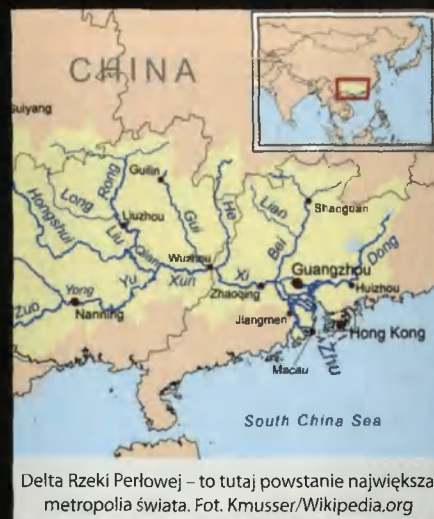 CHINA
Guiyang
Guilin
Rong
Long
Hongshui
Liuzhou
Liu
Qian
Gui
He
Lian
Shaoguan
Bei
Wuzhou
Xun
Xi
Guangzhou
Dong
Huizhou
Zhaoqing
Yu
Yong
Zuo
Nanning
Jiangmen
Hong Kong
Zhu
Macau
South China Sea
Delta Rzeki Perłowej – to tutaj powstanie największa
metropolia świata. Fot. Kmusser/Wikipedia.org